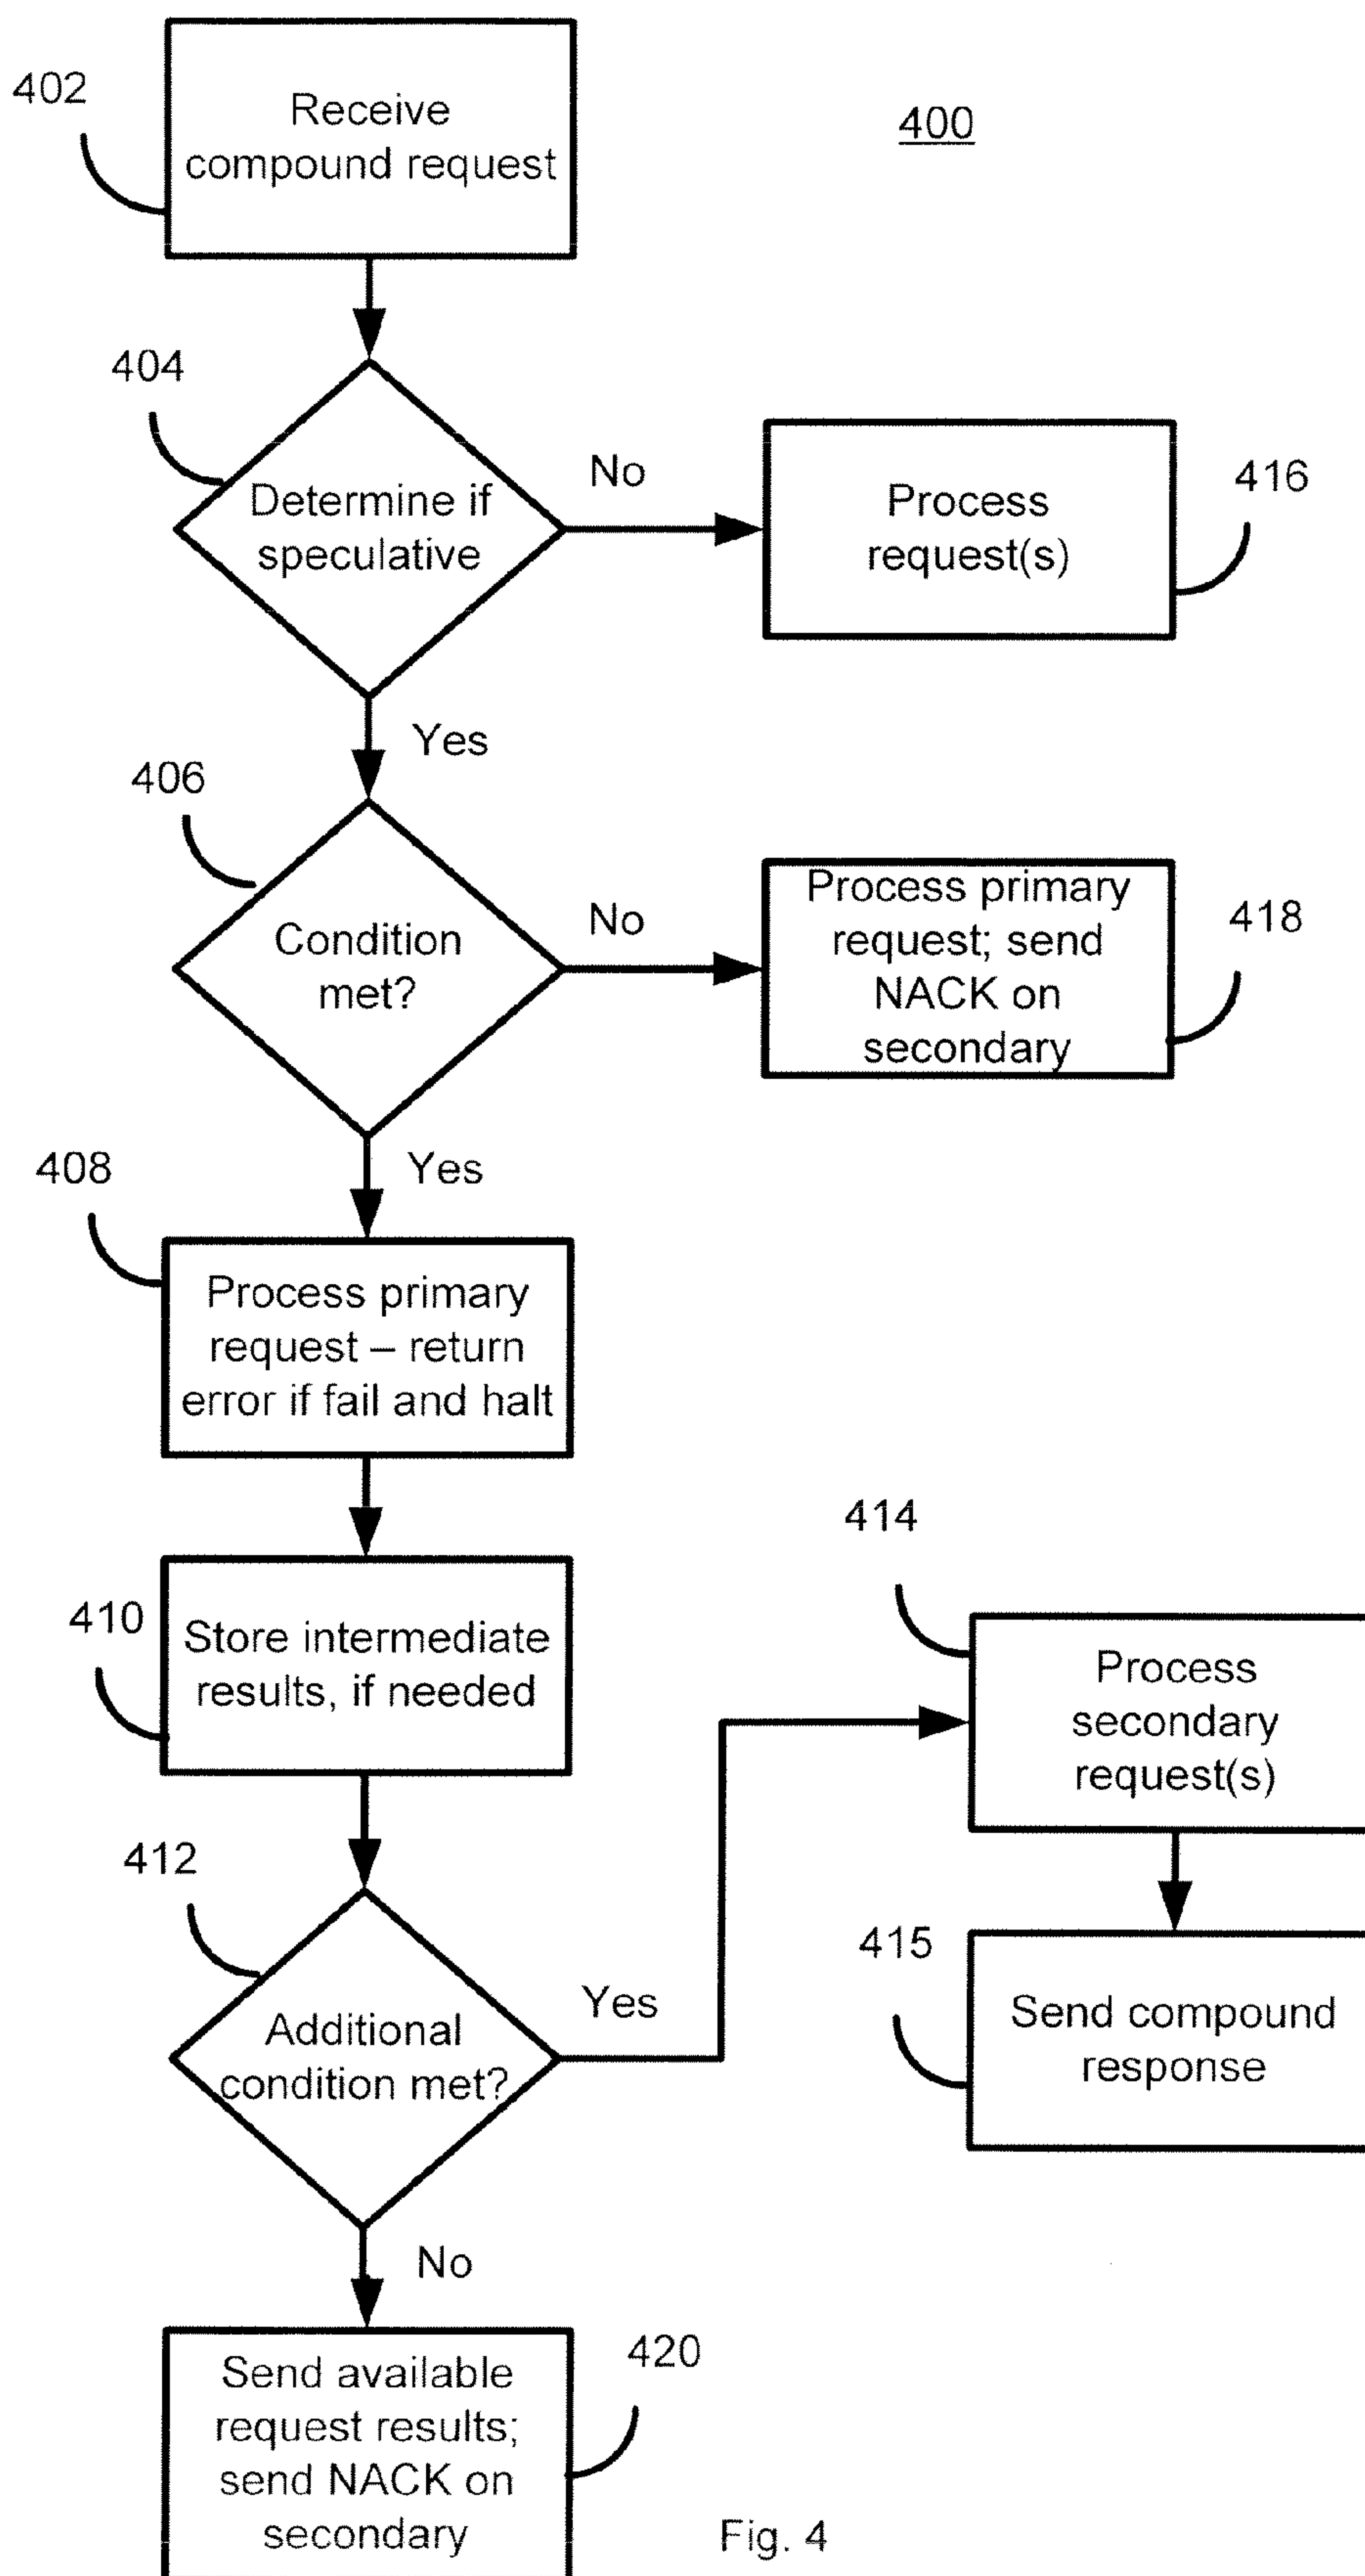 402
Receive
compound request
400
404
Determine if
speculative
No
Process
request(s)
416
Yes
406
Condition
met?
No
Process primary
request; send
NACK on
secondary
418
Yes
408
Process primary
request – return
error if fail and halt
410
Store intermediate
results, if needed
414
Process
secondary
request(s)
412
Additional
condition met?
Yes
415
Send compound
response
No
Send available
request results;
send NACK on
secondary
420
Fig. 4